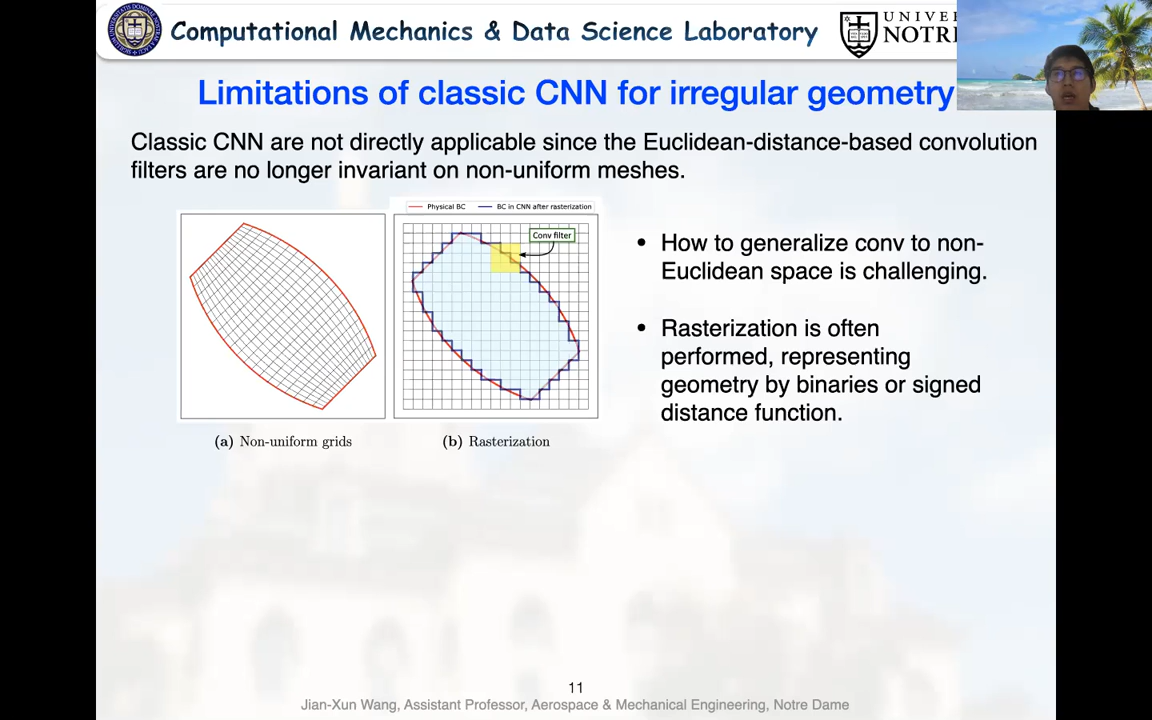 Computational Mechanics & Data Science Laboratory
Limitations of classic CNN for irregular geometry
Classic CNN are not directly applicable since the Euclidean-distance-based convolution
filters are no longer invariant on non-uniform meshes.
Physical BC
BC in CNN after rasterization
Conv filter
(a) Non-uniform grids
(b) Rasterization
• How to generalize conv to non-
Euclidean space is challenging.
• Rasterization is often
performed, representing
geometry by binaries or signed
distance function.
11
Jian-Xun Wang, Assistant Professor, Aerospace & Mechanical Engineering, Notre Dame